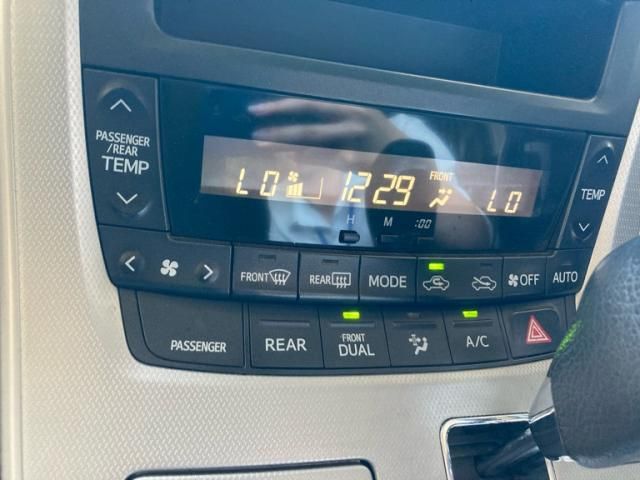 PASSENGER
/REAR
TEMP
FRONT
LO 12 29 LO
TEMP
H M :00
FRONT REAR MODE OFF AUTO
PASSENGER REAR FRONT DUAL A/C